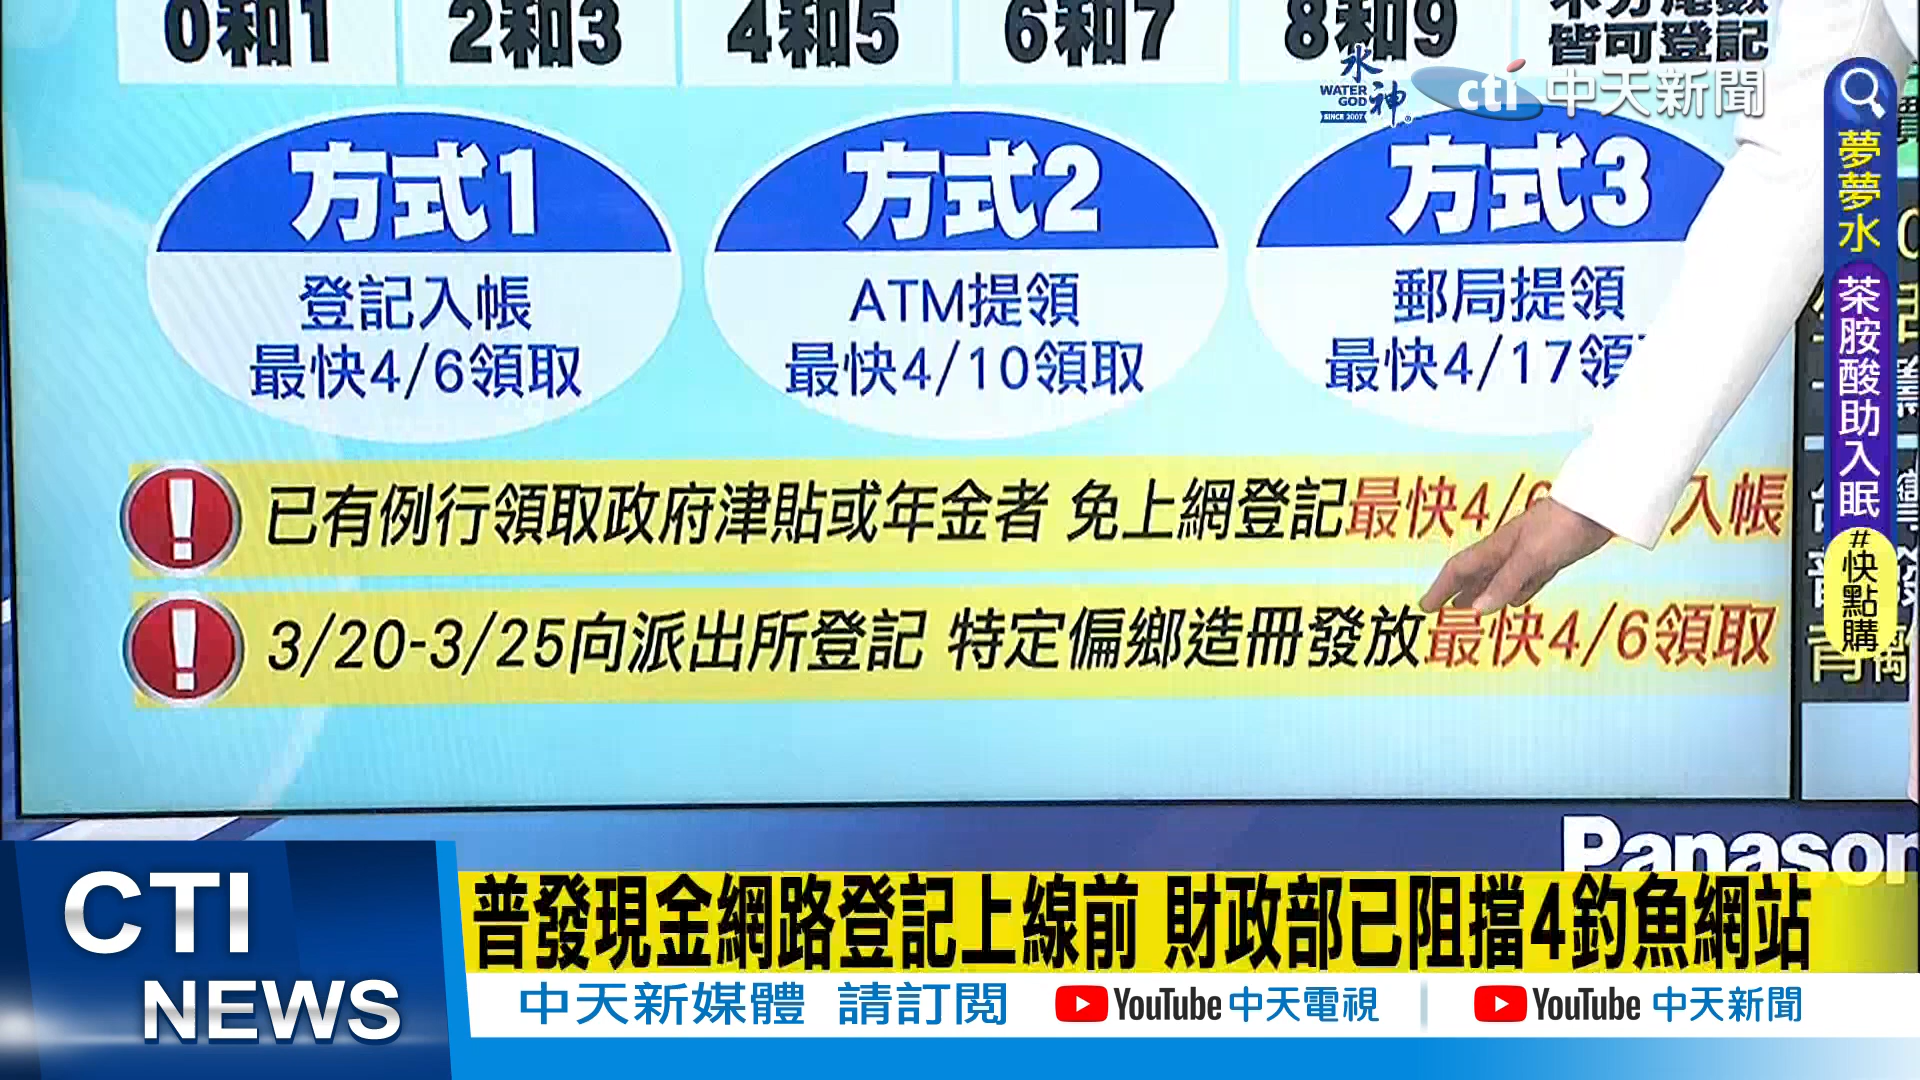 0和1 2和3 4和5 6和7 8和9
皆可登記
水神
WATER GOD
SINCE 2007
cti 中天新聞
方式1 方式2 方式3
登記入帳 ATM提領 郵局提領
最快4/6領取 最快4/10領取 最快4/17領
已有例行領取政府津貼或年金者 免上網登記最快4/6 入帳
3/20-3/25向派出所登記 特定偏鄉造冊發放最快4/6領取
夢夢水
茶胺酸助入眠
#快點購
Panason
CTI NEWS
普發現金網路登記上線前 財政部已阻擋4釣魚網站
中天新媒體 請訂閱 YouTube 中天電視 YouTube 中天新聞